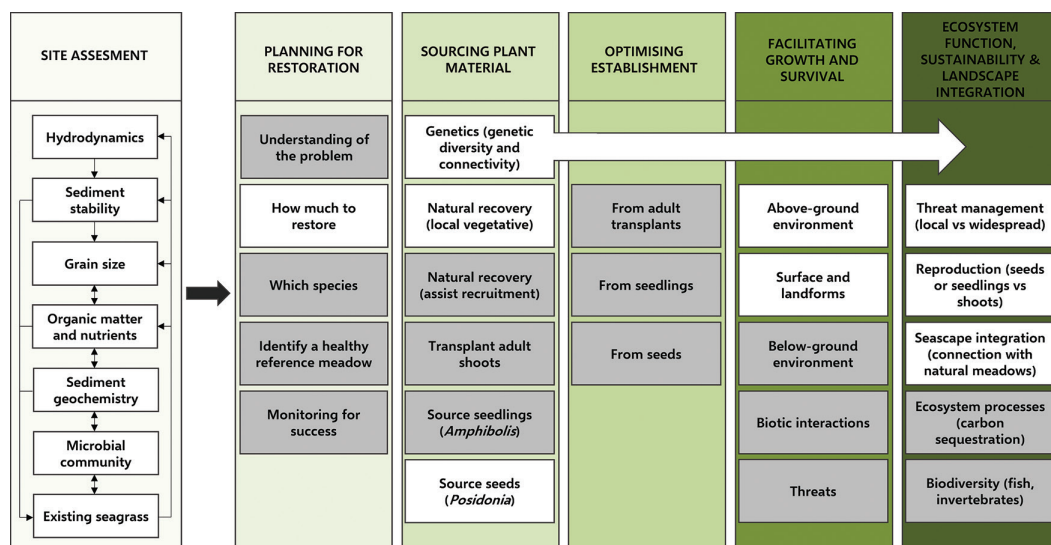 SITE ASSESMENT
Hydrodynamics
Sediment
stability
Grain size
Organic matter
and nutrients
Sediment
geochemistry
Microbial
community
Existing seagrass
PLANNING FOR
RESTORATION
Understanding of
the problem
How much to
restore
Which species
Identify a healthy
reference meadow
Monitoring for
success
SOURCING PLANT
MATERIAL
Genetics (genetic
diversity and
connectivity)
Natural recovery
(local vegetative)
Natural recovery
(assist recruitment)
Transplant adult
shoots
Source seedlings
(Amphibolis)
Source seeds
(Posidonia)
OPTIMISING
ESTABLISHMENT
From adult
transplants
From seedlings
From seeds
FACILITATING
GROWTH AND
SURVIVAL
Above-ground
environment
Surface and
landforms
Below-ground
environment
Biotic interactions
Threats
ECOSYSTEM
FUNCTION,
SUSTAINABILITY &
LANDSCAPE
INTEGRATION
Threat management
(local vs widespread)
Reproduction (seeds
or seedlings vs
shoots)
Seascape integration
(connection with
natural meadows)
Ecosystem processes
(carbon
sequestration)
Biodiversity (fish,
invertebrates)